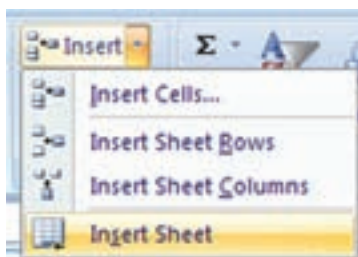 Insert Σ A
Insert Cells...
Insert Sheet Rows
Insert Sheet Columns
Insert Sheet